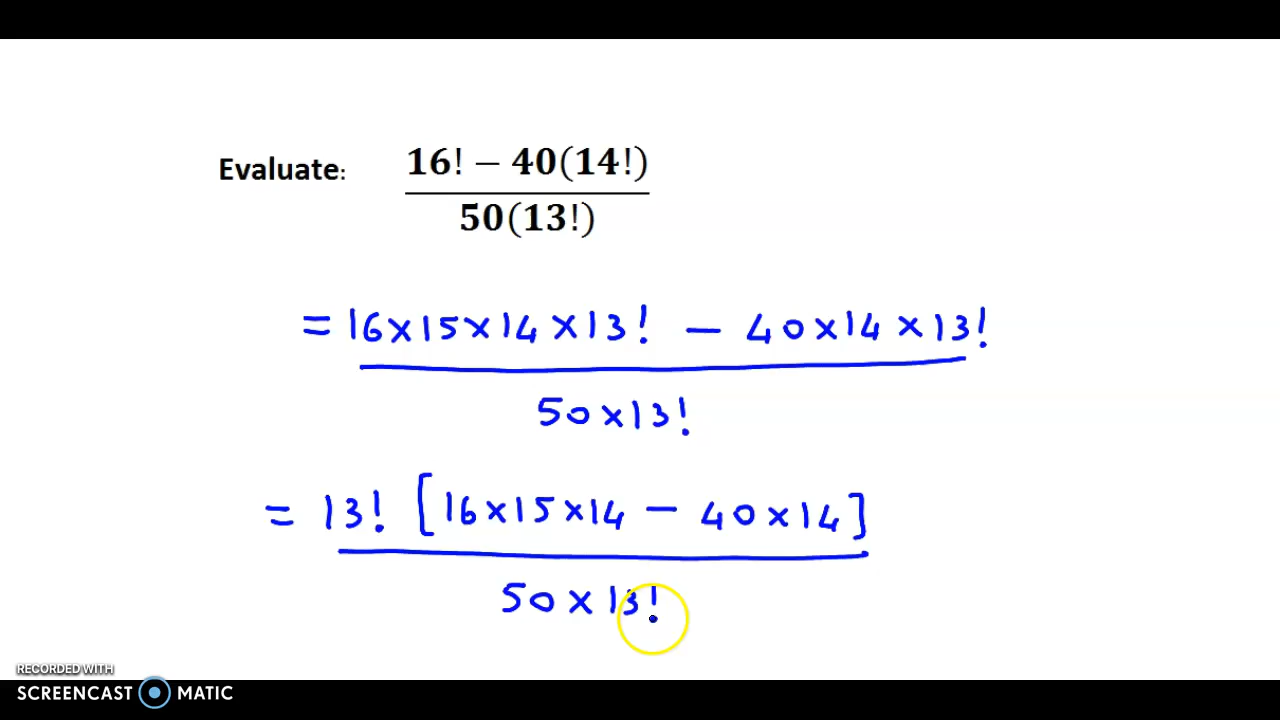 Evaluate: 16! − 40(14!)
50(13!)
= 16×15×14×13! − 40×14×13!
50×13!
= 13! [16×15×14 − 40×14]
50×13!
RECORDED WITH
SCREENCAST MATIC